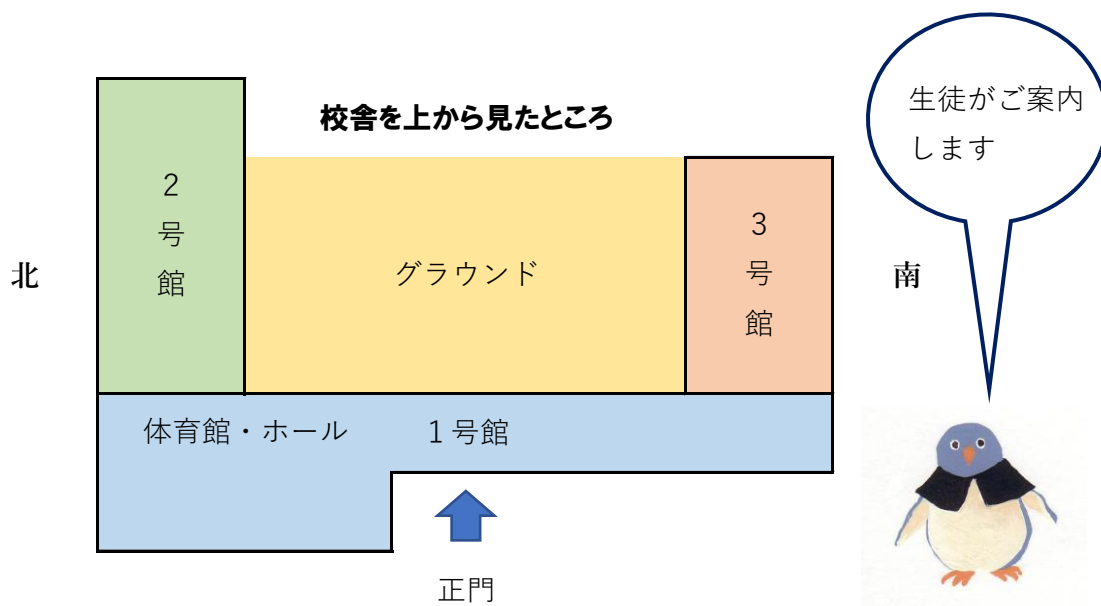 校舎を上から見たところ
生徒がご案内
します
2号館
グラウンド
3号館
北
南
体育館・ホール
1号館
正門